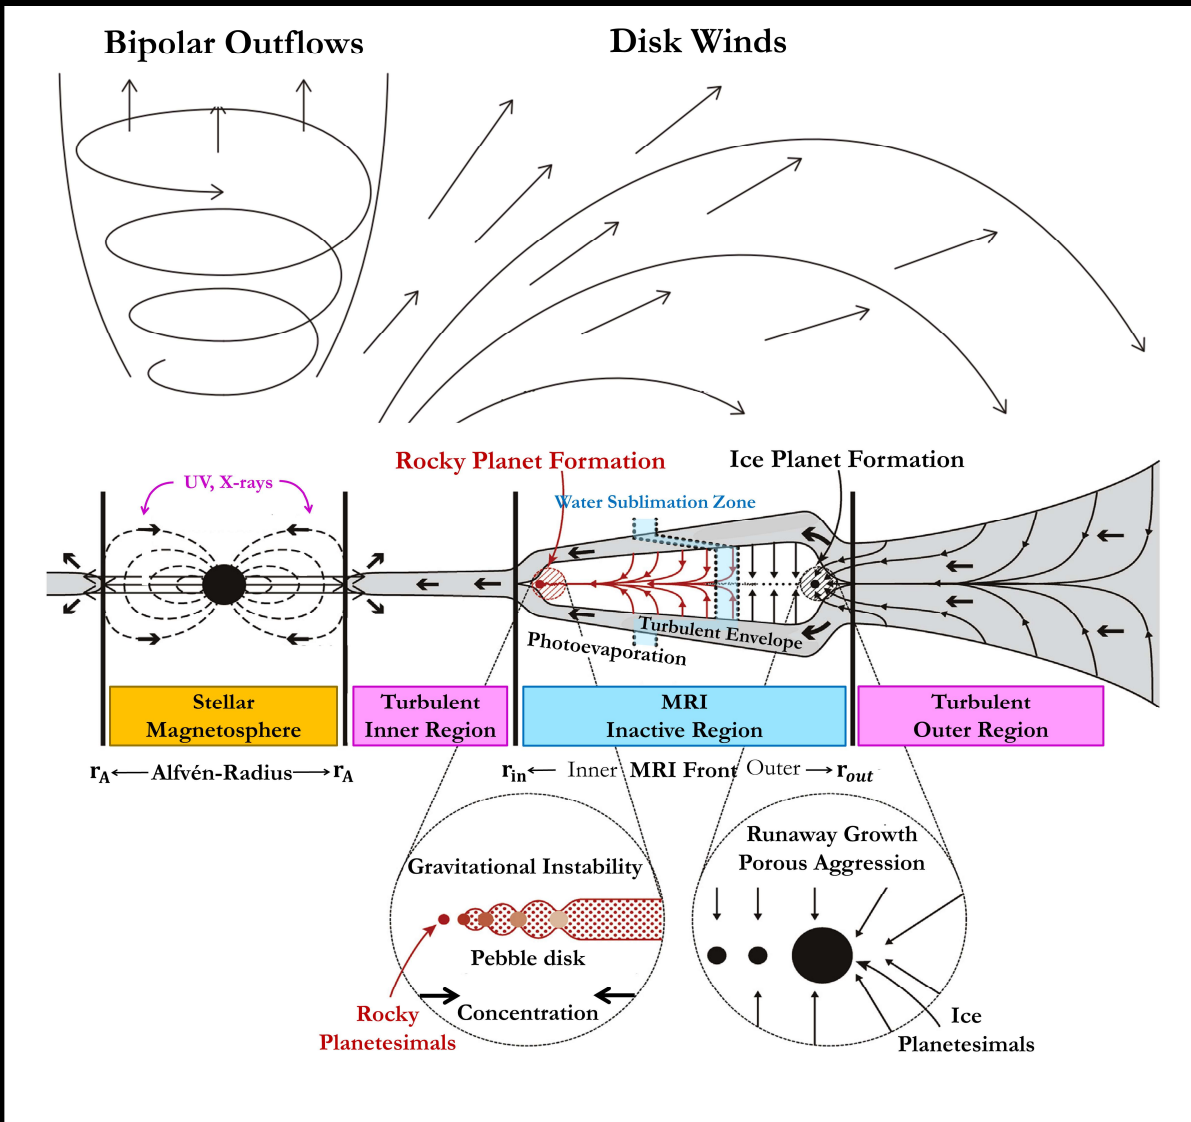 Bipolar Outflows
Disk Winds
Rocky Planet Formation
Ice Planet Formation
UV, X-rays
Water Sublimation Zone
Turbulent Envelope
Photoevaporation
Stellar
Magnetosphere
Turbulent
Inner Region
MRI
Inactive Region
Turbulent
Outer Region
rA Alfvén-Radius rA
rin Inner MRI Front Outer rout
Gravitational Instability
Pebble disk
Concentration
Rocky
Planetesimals
Runaway Growth
Porous Aggression
Ice
Planetesimals